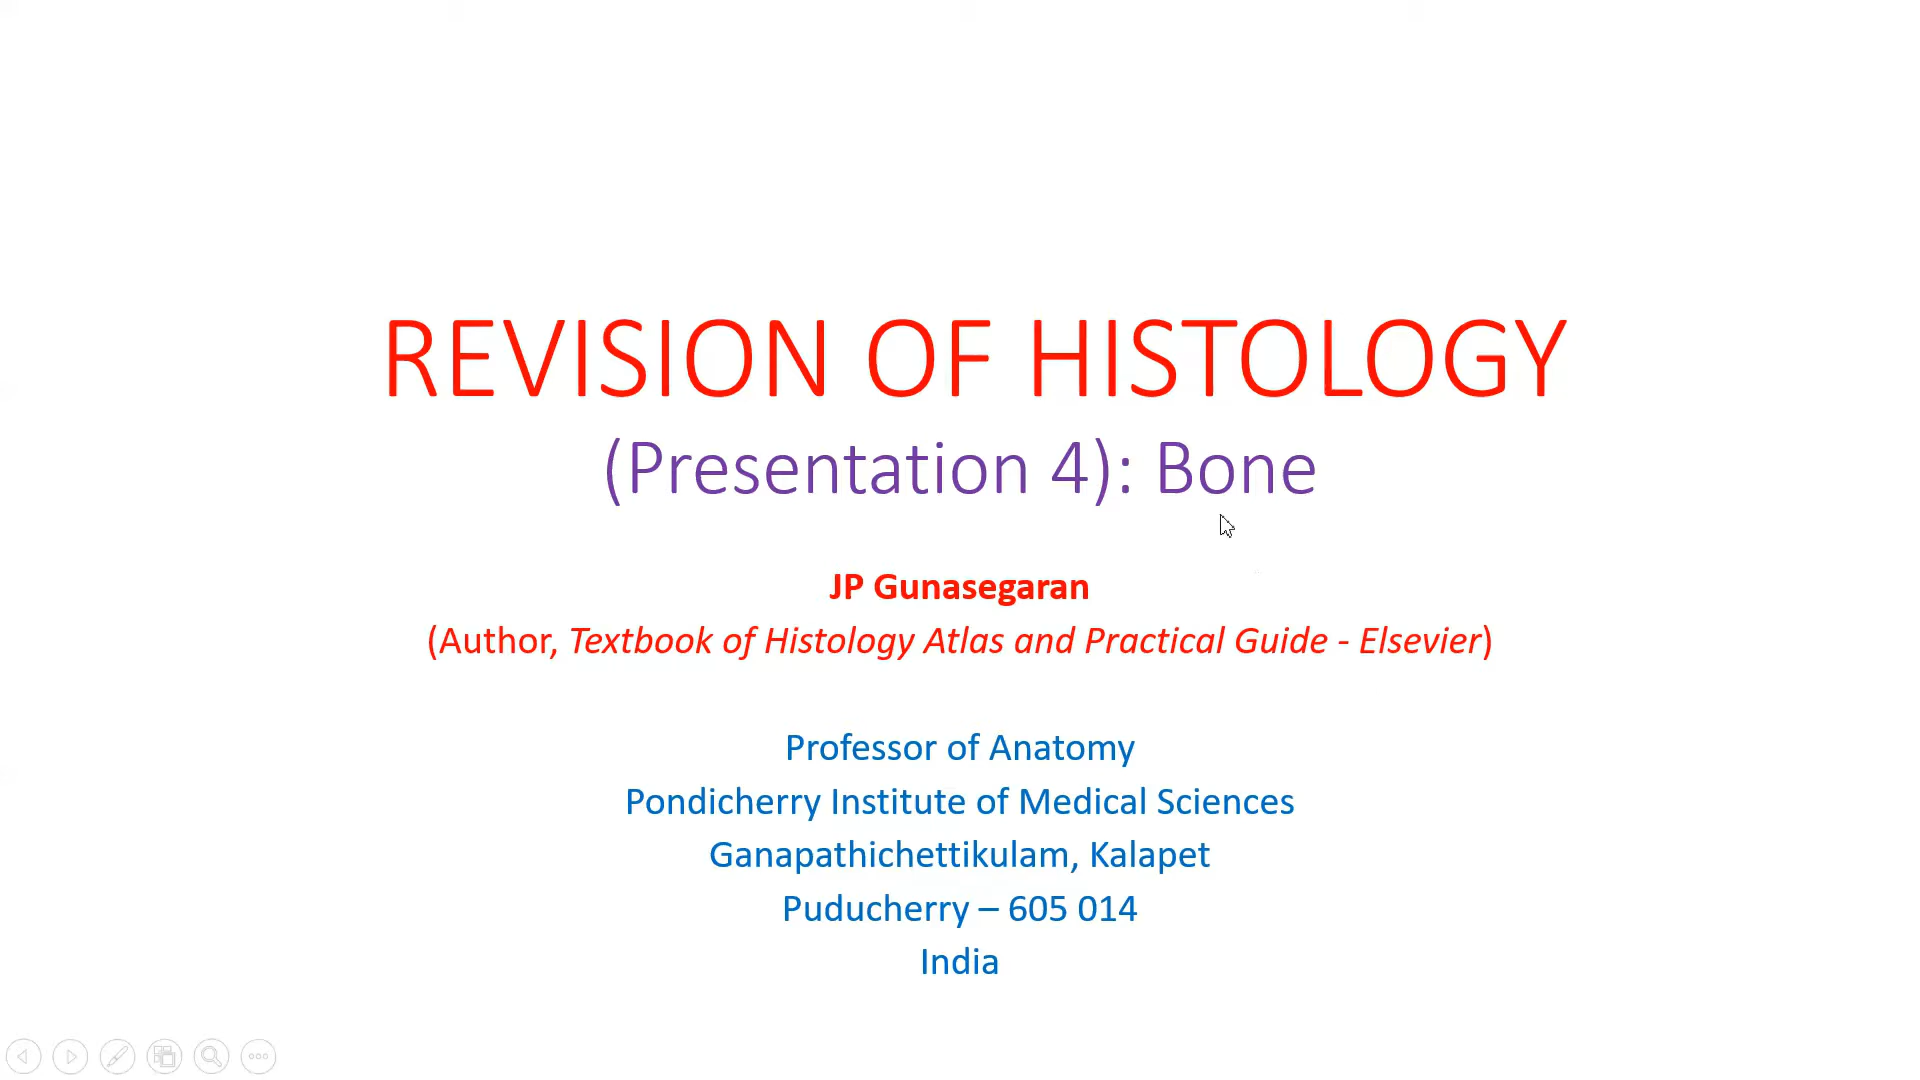 REVISION OF HISTOLOGY
(Presentation 4): Bone
JP Gunasegaran
(Author, Textbook of Histology Atlas and Practical Guide - Elsevier)
Professor of Anatomy
Pondicherry Institute of Medical Sciences
Ganapathichettikulam, Kalapet
Puducherry – 605 014
India